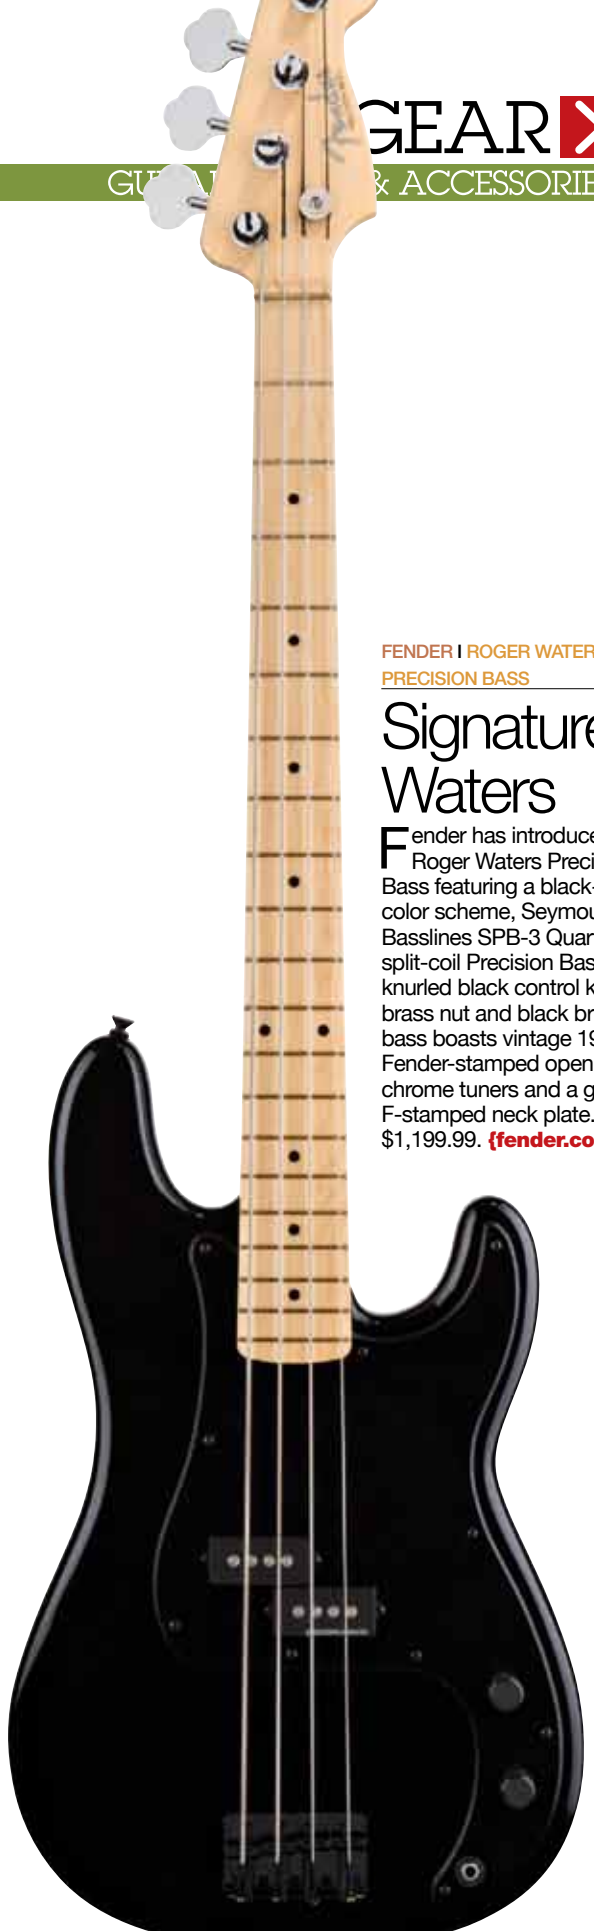 GEAR
GU & ACCESSORIE
FENDER I ROGER WATER
PRECISION BASS
Signature
Waters
Fender has introduce
Roger Waters Preci
Bass featuring a black-
color scheme, Seymou
Basslines SPB-3 Quar
split-coil Precision Bas
knurled black control k
brass nut and black br
bass boasts vintage 19
Fender-stamped open
chrome tuners and a g
F-stamped neck plate.
$1,199.99. {fender.co